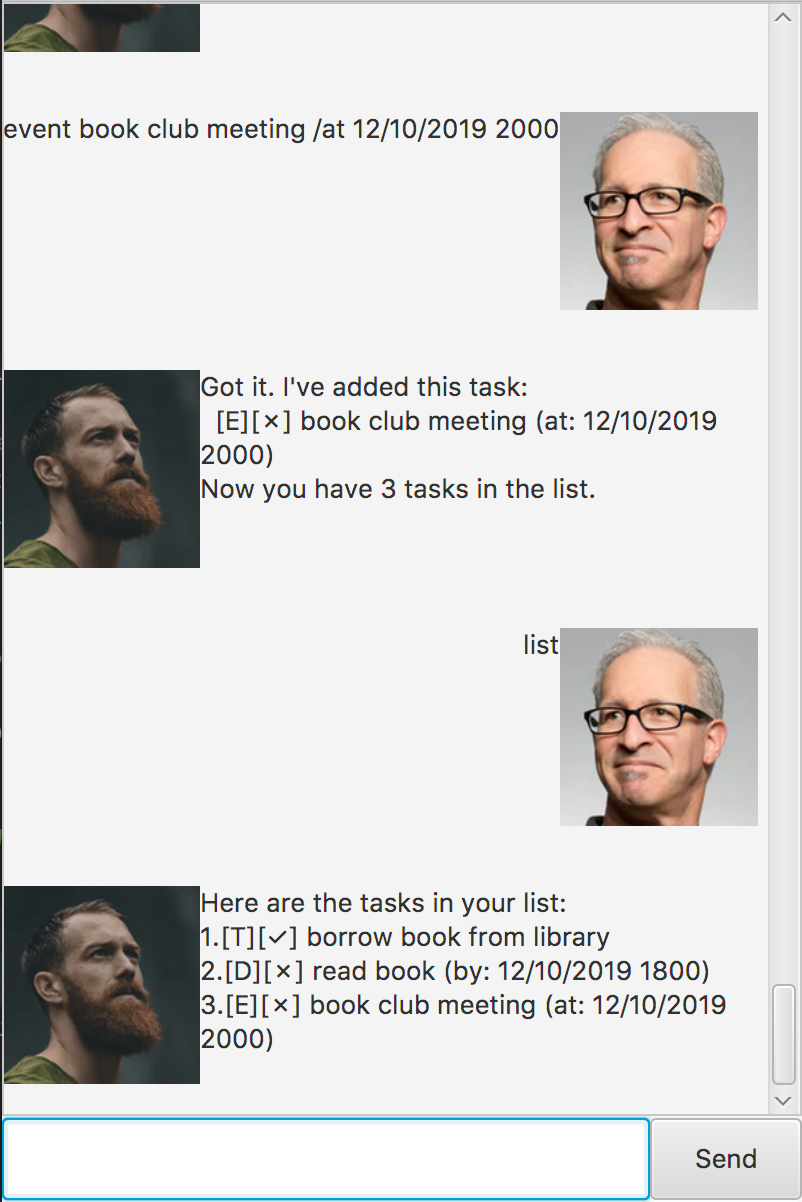 event book club meeting /at 12/10/2019 2000
Got it. I've added this task:
[E][×] book club meeting (at: 12/10/2019
2000)
Now you have 3 tasks in the list.
list
Here are the tasks in your list:
1.[T][✓] borrow book from library
2.[D][×] read book (by: 12/10/2019 1800)
3.[E][×] book club meeting (at: 12/10/2019
2000)
Send